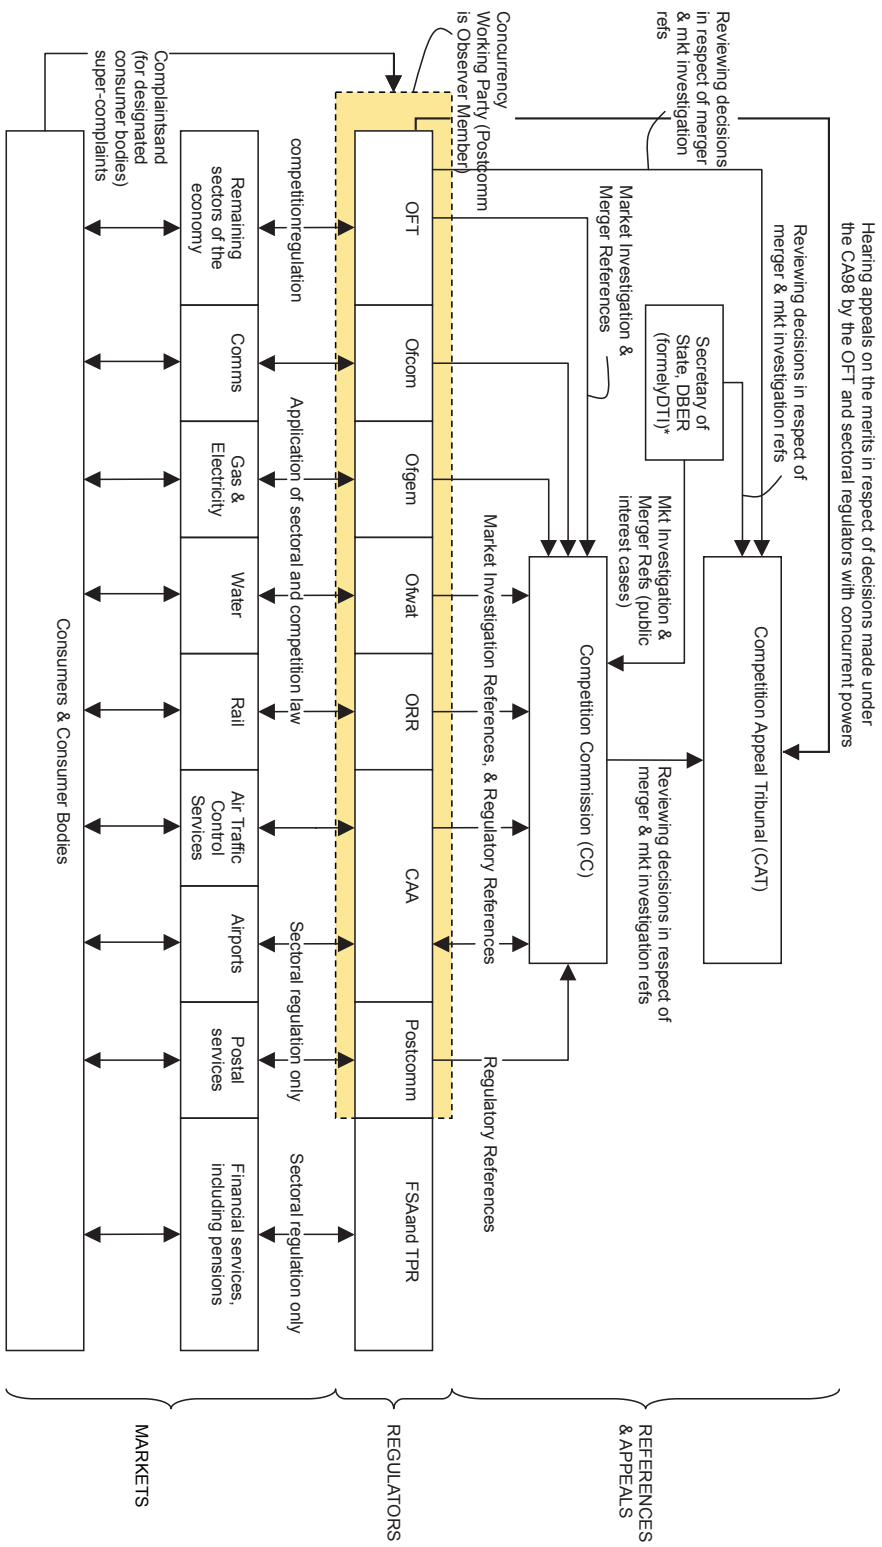 Hearing appeals on the merits in respect of decisions made under
the CA98 by the OFT and sectoral regulators with concurrent powers
Reviewing decisions
in respect of merger
& mkt investigation
refs
Reviewing decisions in respect of
merger & mkt investigation refs
Competition Appeal Tribunal (CAT)
Secretary of
State, DBER
(formelyDTI)*
Reviewing decisions in respect of
merger & mkt investigation refs
Market Investigation &
Merger References
Mkt Investigation &
Merger Refs (public
interest cases)
Competition Commission (CC)
REFERENCES
& APPEALS
Concurrency
Working Party (Postcomm
is Observer Member)
Market Investigation References, & Regulatory References
Regulatory References
OFT
Ofcom
Ofgem
Ofwat
ORR
CAA
Postcomm
FSAand TPR
REGULATORS
competitionregulation
Application of sectoral and competition law
Sectoral regulation only
Sectoral regulation only
Remaining
sectors of the
economy
Comms
Gas &
Electricity
Water
Rail
Air Traffic
Control
Services
Airports
Postal
services
Financial services,
including pensions
MARKETS
Complaintsand
(for designated
consumer bodies)
super-complaints
Consumers & Consumer Bodies